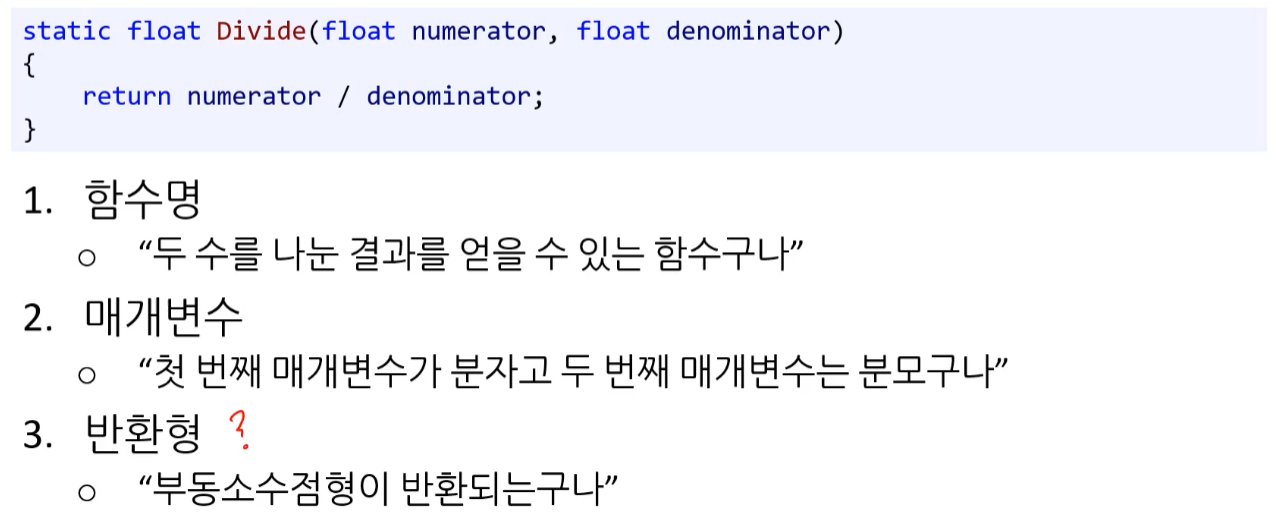 static float Divide(float numerator, float denominator)
{
    return numerator / denominator;
}
1. 함수명
○ “두 수를 나눈 결과를 얻을 수 있는 함수구나”
2. 매개변수
○ “첫 번째 매개변수가 분자고 두 번째 매개변수는 분모구나”
3. 반환형 ?
○ “부동소수점형이 반환되는구나”